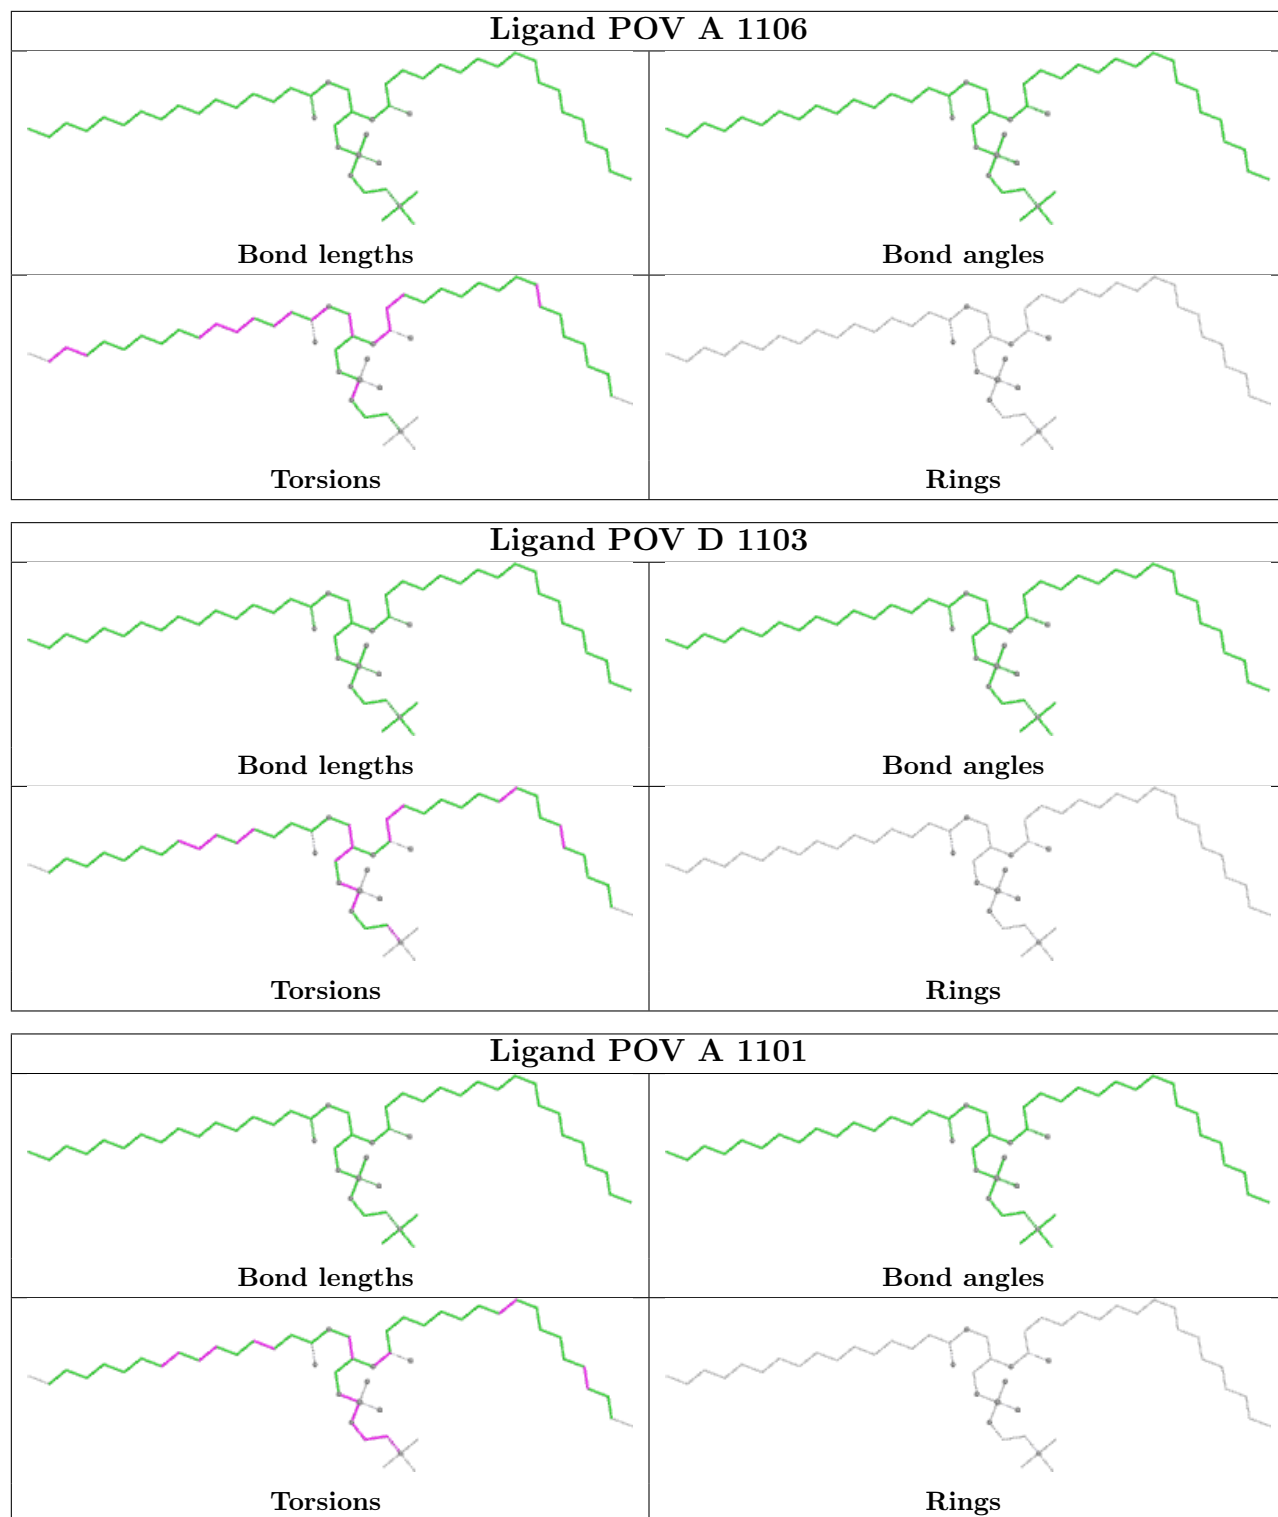 Ligand POV A 1106
Bond lengths
Bond angles
Torsions
Rings
Ligand POV D 1103
Bond lengths
Bond angles
Torsions
Rings
Ligand POV A 1101
Bond lengths
Bond angles
Torsions
Rings